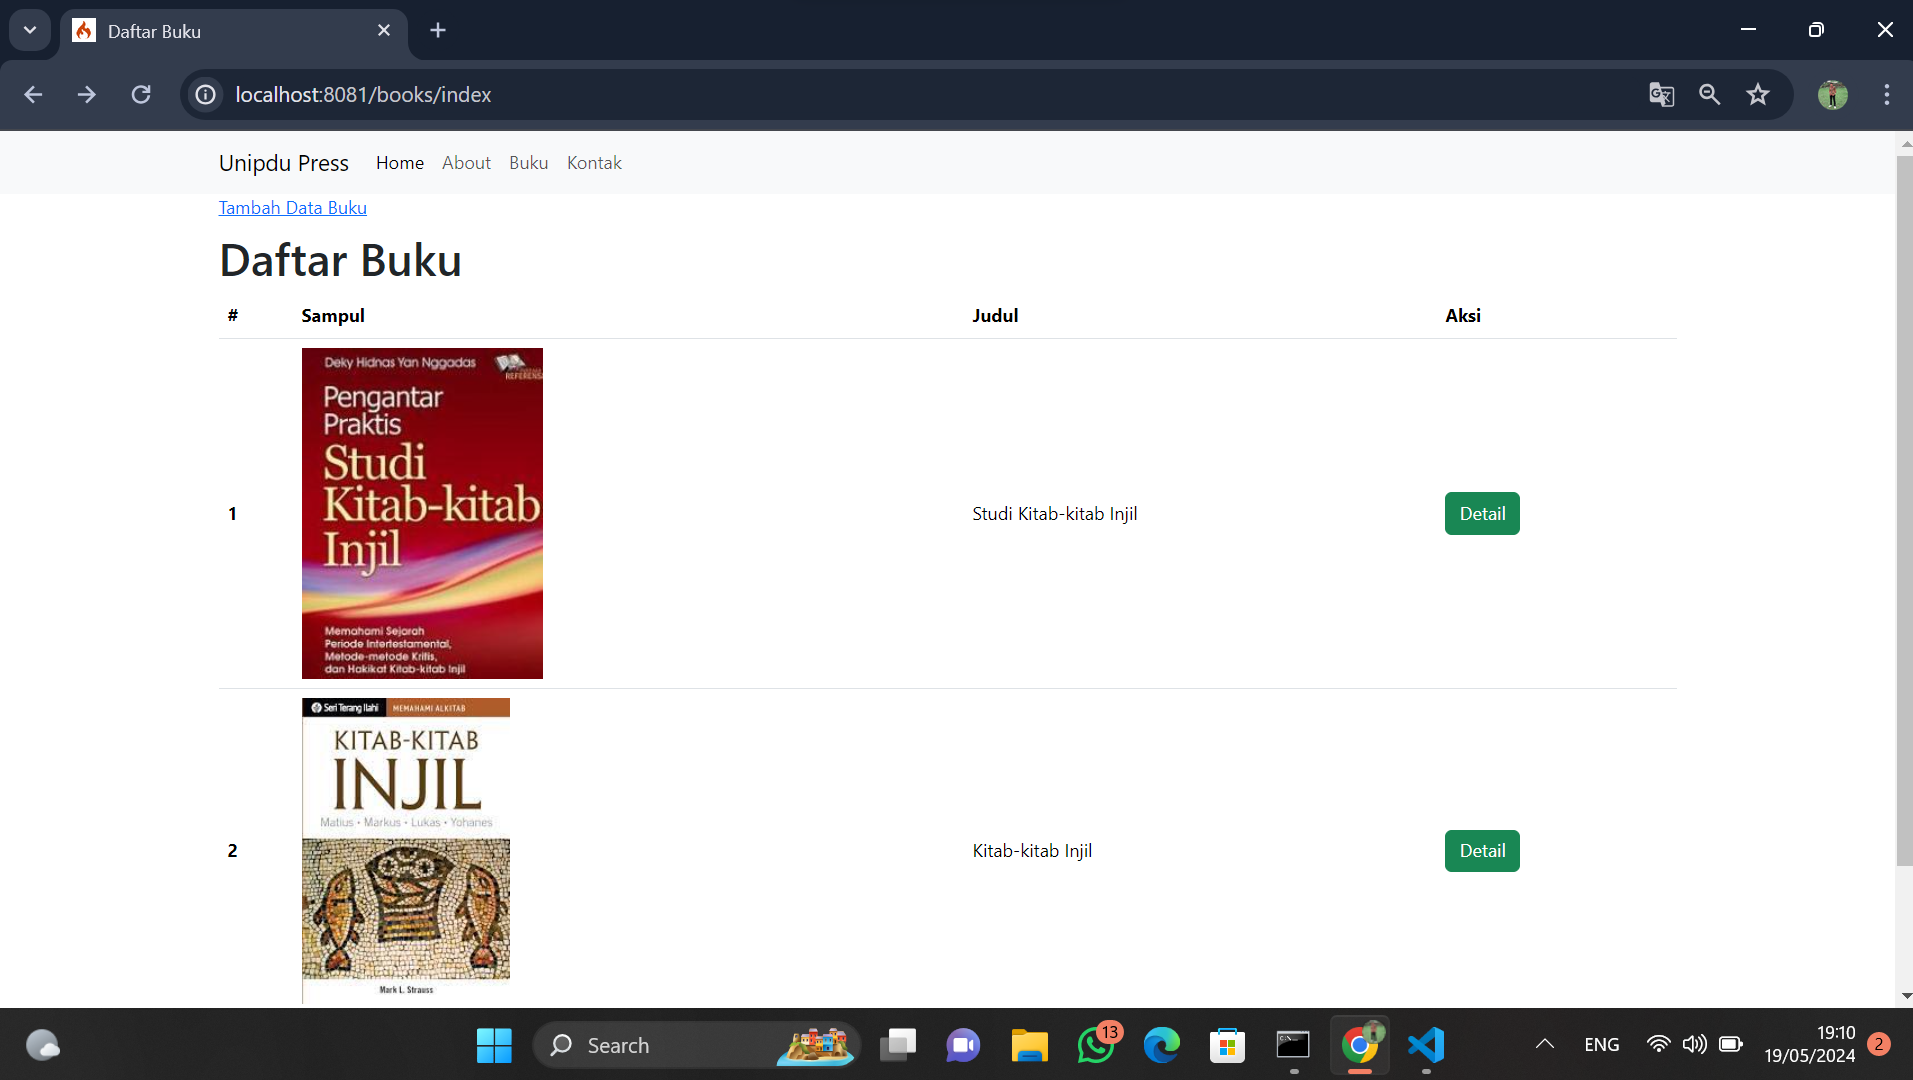 Daftar Buku
localhost:8081/books/index
Unipdu Press Home About Buku Kontak
Tambah Data Buku
Daftar Buku
# Sampul Judul Aksi
Deky Hidnas Yan Nggadas
REFERENSI
Pengantar
Praktis
Studi
Kitab-kitab
Injil
Memahami Sejarah
Periode Intertestamental,
Metode-metode Kritis,
dan Hakikat Kitab-kitab Injil
1 Studi Kitab-kitab Injil Detail
Seri Terang Ilahi MEMAHAMI ALKITAB
KITAB-KITAB
INJIL
Matius • Markus • Lukas • Yohanes
Mark L. Strauss
2 Kitab-kitab Injil Detail
Search
13
ENG
19:10
19/05/2024
2